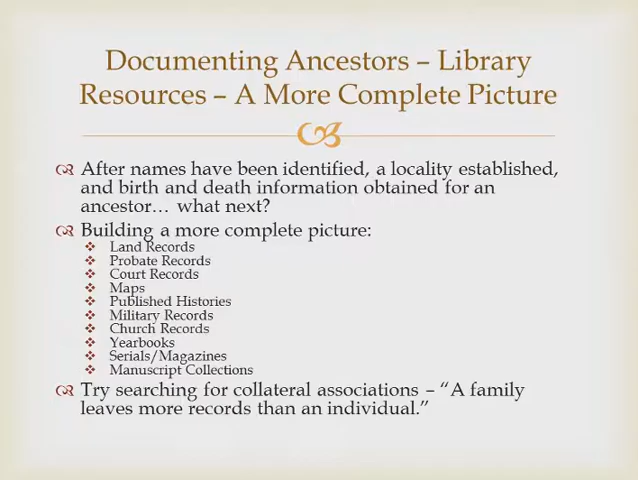 Documenting Ancestors – Library
Resources – A More Complete Picture
After names have been identified, a locality established,
and birth and death information obtained for an
ancestor… what next?
Building a more complete picture:
Land Records
Probate Records
Court Records
Maps
Published Histories
Military Records
Church Records
Yearbooks
Serials/Magazines
Manuscript Collections
Try searching for collateral associations – “A family
leaves more records than an individual.”